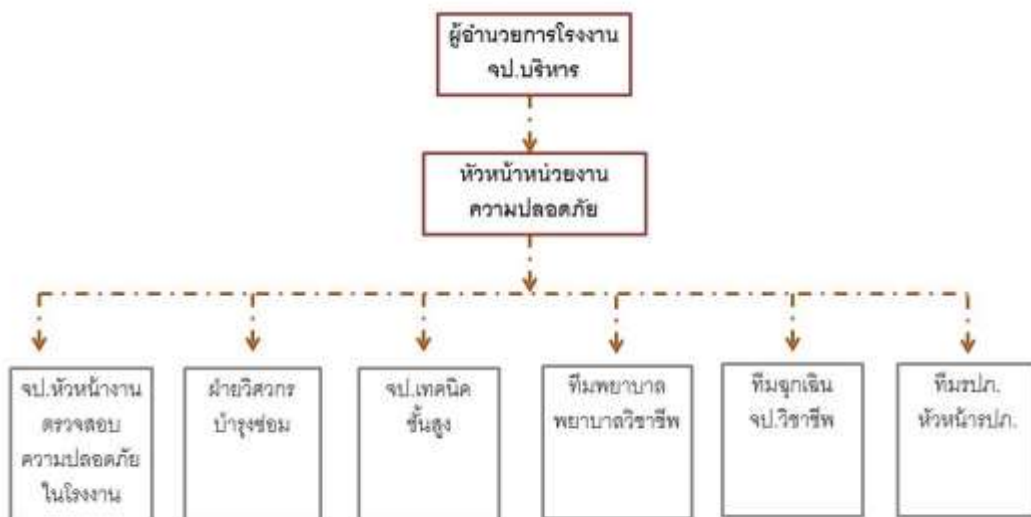 ผู้อำนวยการโรงงาน
จป.บริหาร
หัวหน้าหน่วยงาน
ความปลอดภัย
จป.หัวหน้างาน
ตรวจสอบ
ความปลอดภัย
ในโรงงาน
ฝ่ายวิศวกร
บำรุงซ่อม
จป.เทคนิค
ชั้นสูง
ทีมพยาบาล
พยาบาลวิชาชีพ
ทีมฉุกเฉิน
จป.วิชาชีพ
ทีมรปภ.
หัวหน้ารปภ.